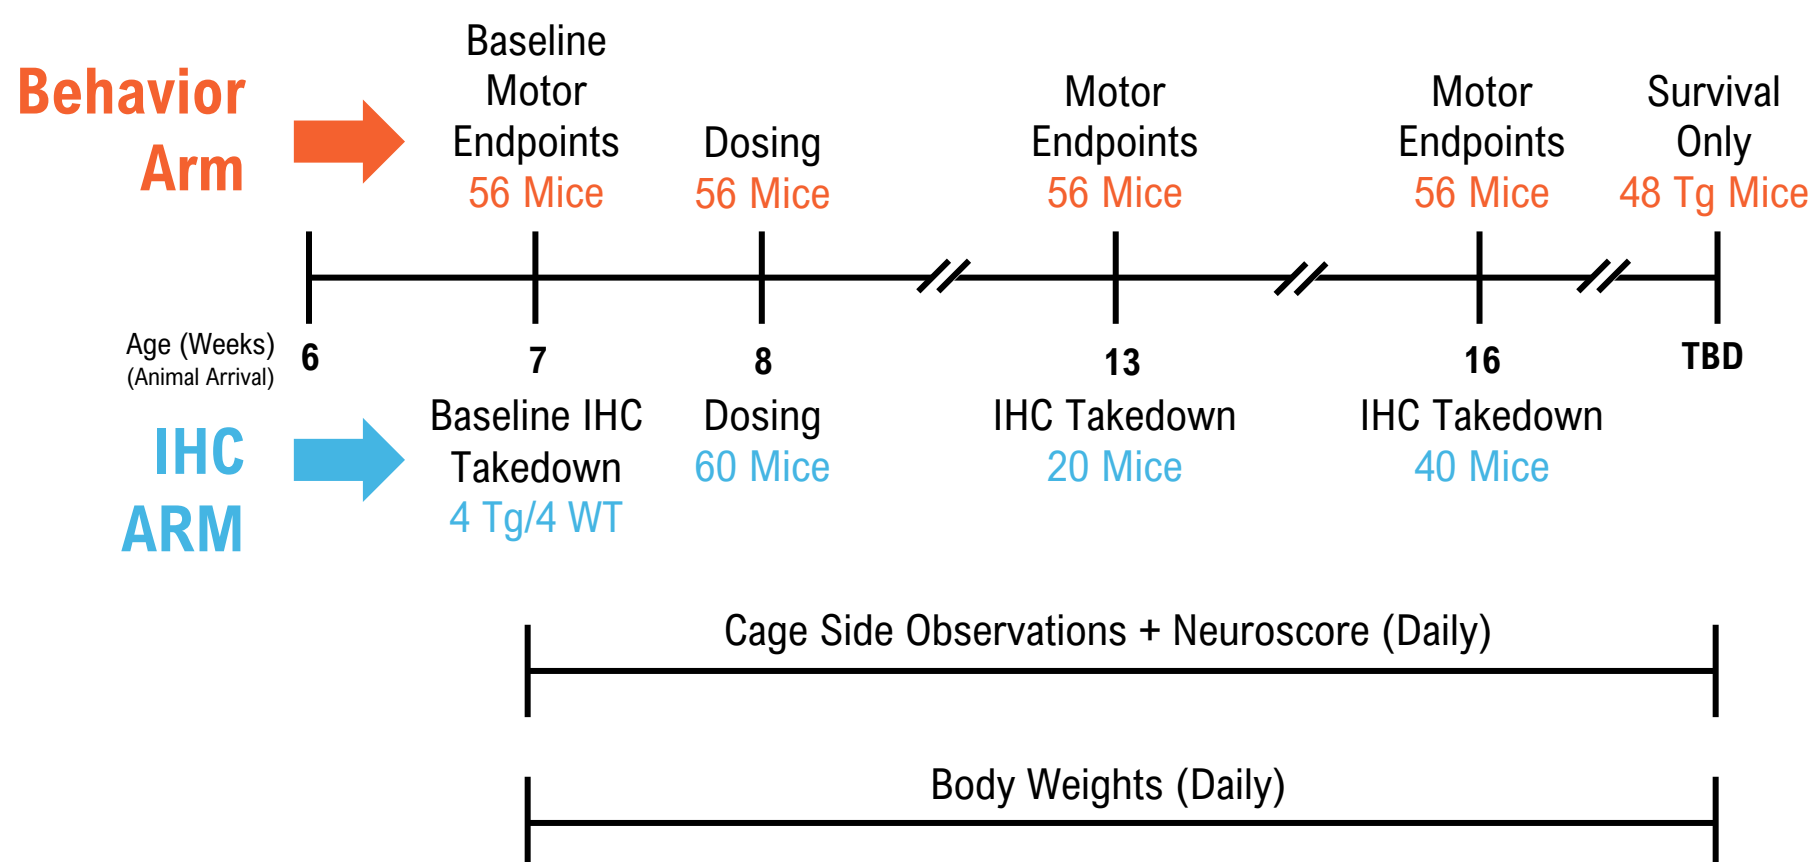 Behavior
Arm
Baseline
Motor
Endpoints
56 Mice
Dosing
56 Mice
Motor
Endpoints
56 Mice
Motor
Endpoints
56 Mice
Survival
Only
48 Tg Mice
Age (Weeks)
(Animal Arrival)
6
7
8
13
16
TBD
IHC
ARM
Baseline IHC
Takedown
4 Tg/4 WT
Dosing
60 Mice
IHC Takedown
20 Mice
IHC Takedown
40 Mice
Cage Side Observations + Neuroscore (Daily)
Body Weights (Daily)